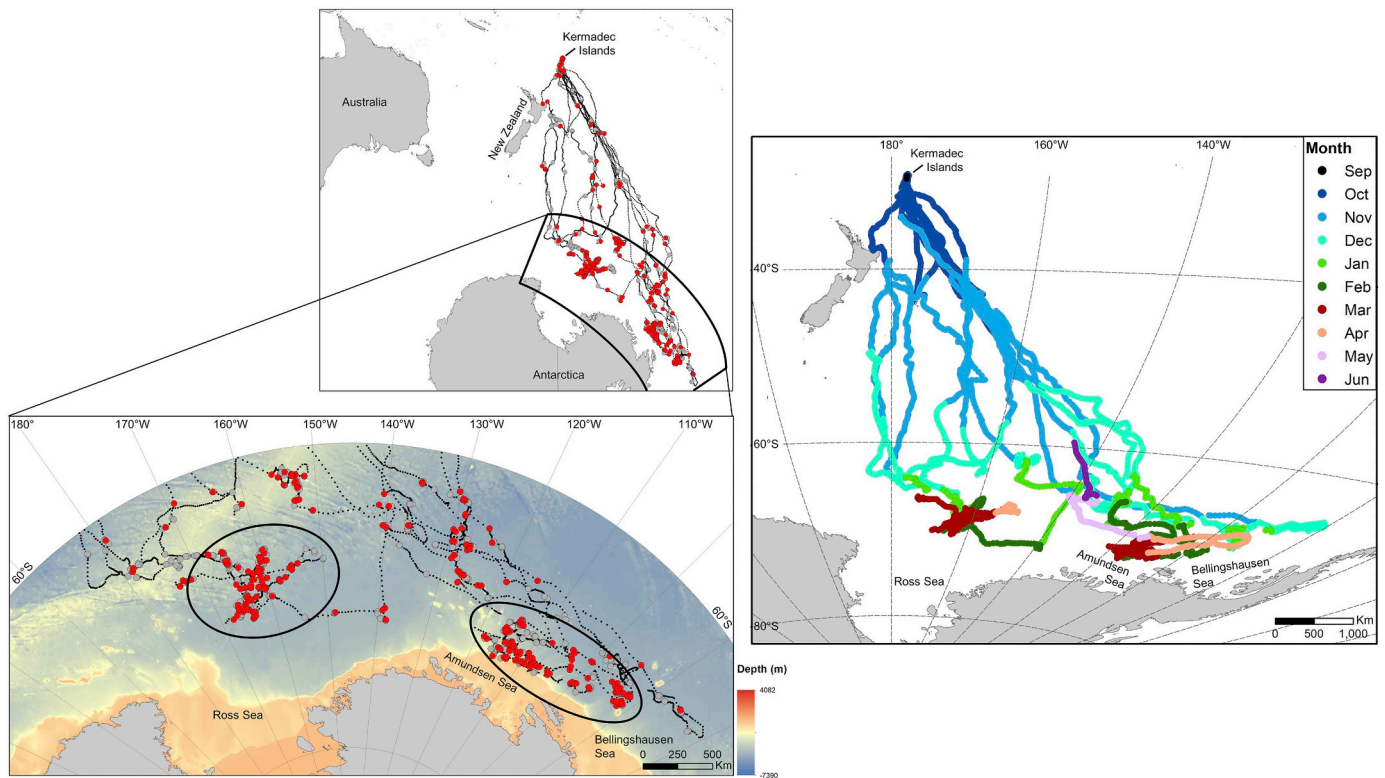 Kermadec
Islands
Australia
New Zealand
Antarctica
180°W
170°W
160°W
150°W
140°W
130°W
120°W
110°W
60°S
60°S
Amundsen Sea
Ross Sea
Bellingshausen
Sea
0 250 500
Km
Depth (m)
4082
-7390
180°
160°W
140°W
Kermadec
Islands
Month
Sep
Oct
Nov
Dec
Jan
Feb
Mar
Apr
May
Jun
40°S
60°S
80°S
Ross Sea
Amundsen
Sea
Bellingshausen
Sea
Km
0 500 1,000